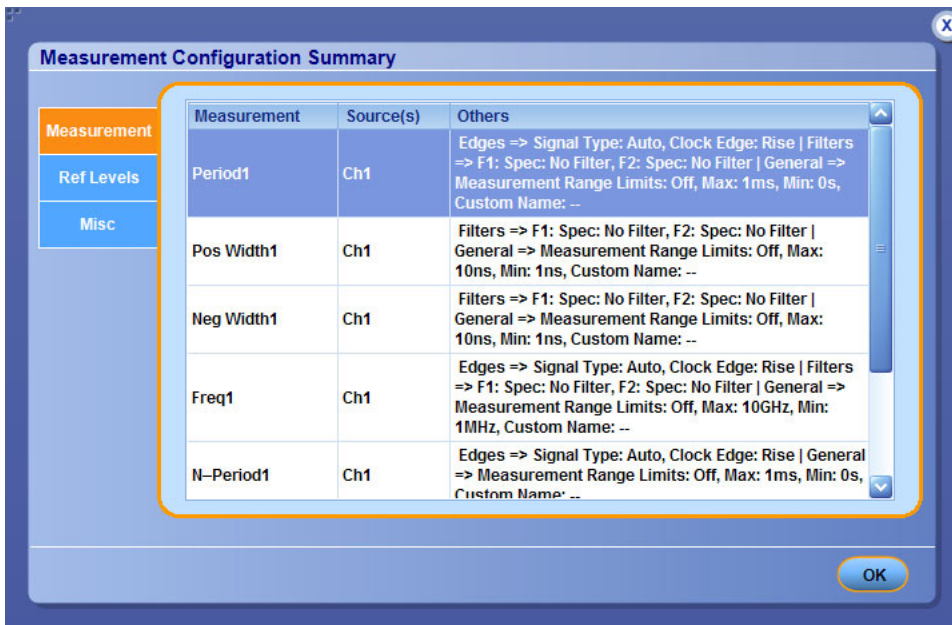 X
Measurement Configuration Summary
Measurement
Ref Levels
Misc
Measurement Source(s) Others
Period1 Ch1 Edges => Signal Type: Auto, Clock Edge: Rise | Filters
=> F1: Spec: No Filter, F2: Spec: No Filter | General =>
Measurement Range Limits: Off, Max: 1ms, Min: 0s,
Custom Name: --
Pos Width1 Ch1 Filters => F1: Spec: No Filter, F2: Spec: No Filter |
General => Measurement Range Limits: Off, Max:
10ns, Min: 1ns, Custom Name: --
Neg Width1 Ch1 Filters => F1: Spec: No Filter, F2: Spec: No Filter |
General => Measurement Range Limits: Off, Max:
10ns, Min: 1ns, Custom Name: --
Freq1 Ch1 Edges => Signal Type: Auto, Clock Edge: Rise | Filters
=> F1: Spec: No Filter, F2: Spec: No Filter | General =>
Measurement Range Limits: Off, Max: 10GHz, Min:
1MHz, Custom Name: --
N–Period1 Ch1 Edges => Signal Type: Auto, Clock Edge: Rise | General
=> Measurement Range Limits: Off, Max: 1ms, Min: 0s,
Custom Name: --
OK